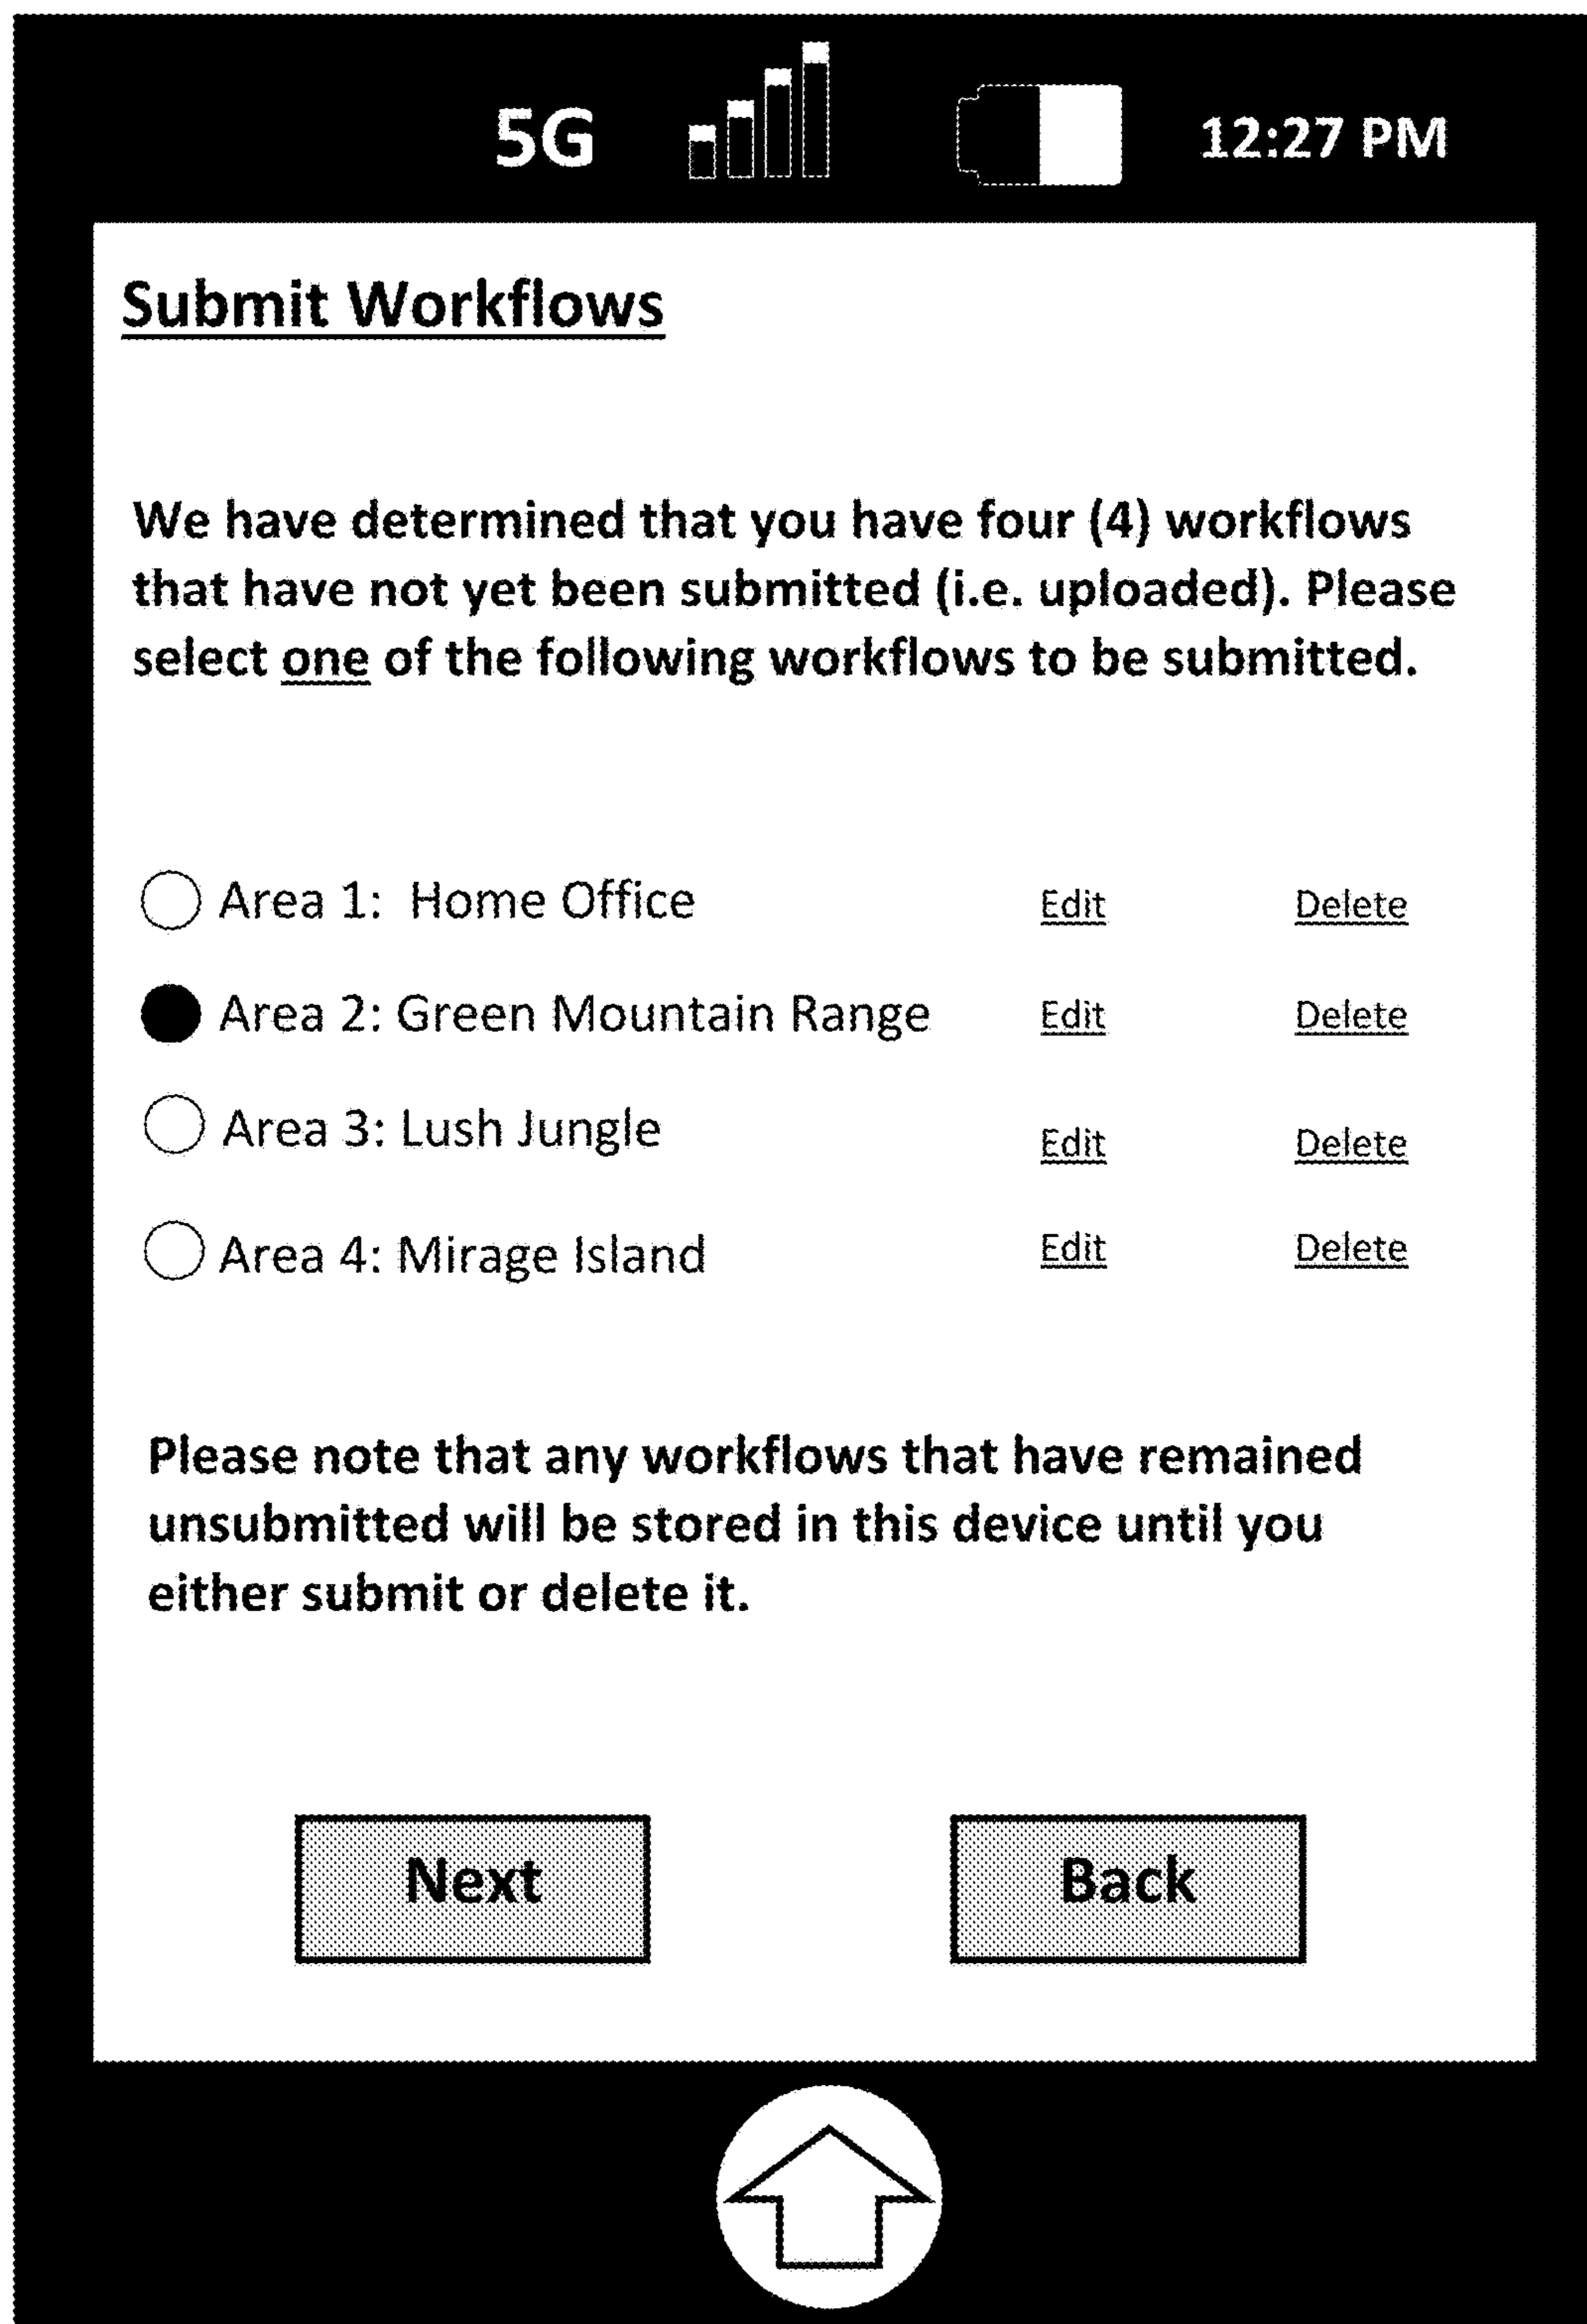 5G 12:27 PM
Submit Workflows
We have determined that you have four (4) workflows
that have not yet been submitted (i.e. uploaded). Please
select one of the following workflows to be submitted.
Area 1: Home Office Edit Delete
Area 2: Green Mountain Range Edit Delete
Area 3: Lush Jungle Edit Delete
Area 4: Mirage Island Edit Delete
Please note that any workflows that have remained
unsubmitted will be stored in this device until you
either submit or delete it.
Next Back